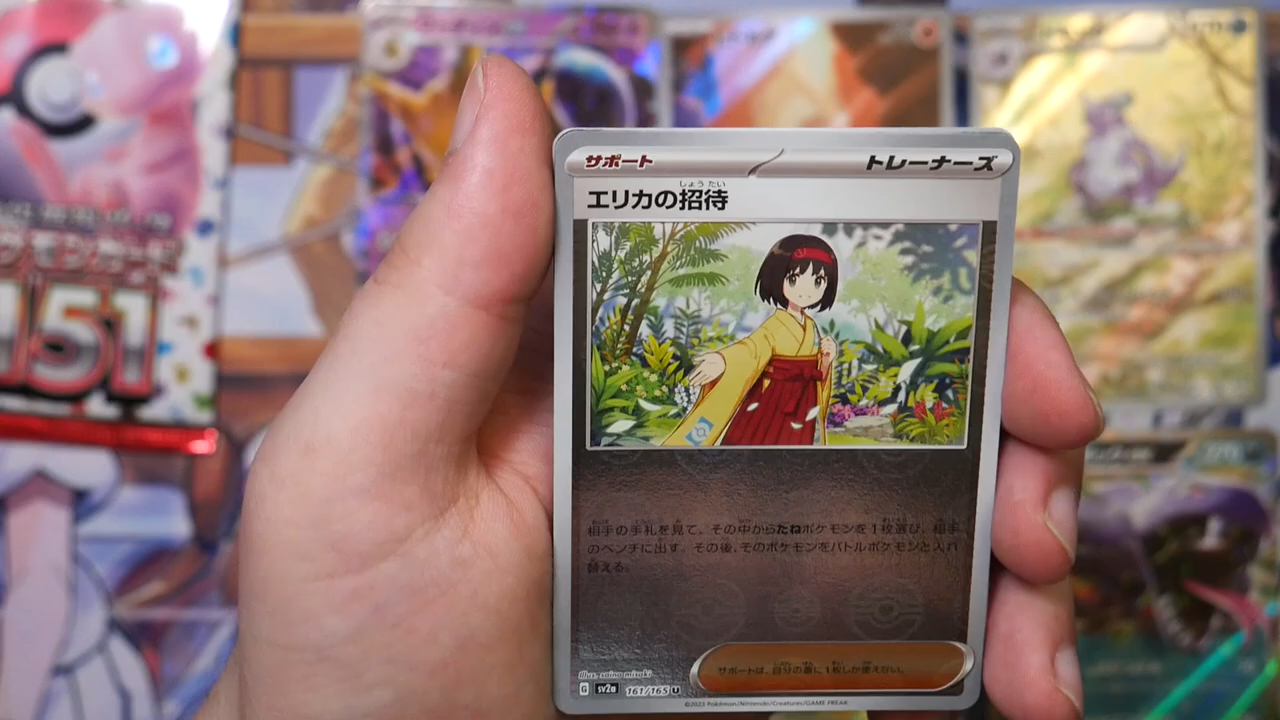 サポート
トレーナーズ
しょう たい
エリカの招待
相手の手札を見て、その中からたねポケモンを1枚選び、相手
のベンチに出す。その後、そのポケモンをバトルポケモンと入れ
替える。
サポートは、自分の番に1枚しか使えない。
Illus. saino misaki
G sv2a 161/165 U
©2023 Pokémon/Nintendo/Creatures/GAME FREAK
151